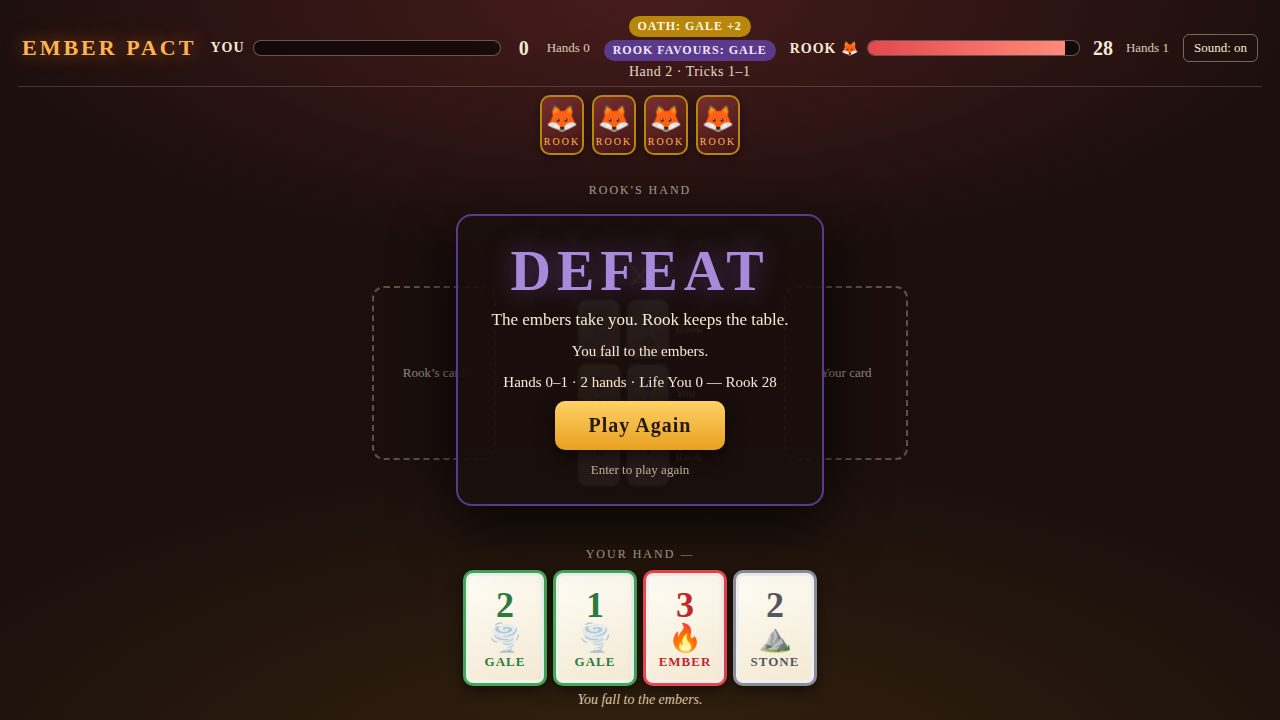 EMBER PACT
YOU
0
Hands 0
OATH: GALE +2
ROOK FAVOURS: GALE
Hand 2 · Tricks 1–1
ROOK 🦊
28
Hands 1
Sound: on
ROOK
ROOK
ROOK
ROOK
ROOK'S HAND
DEFEAT
The embers take you. Rook keeps the table.
You fall to the embers.
Hands 0–1 · 2 hands · Life You 0 — Rook 28
Play Again
Enter to play again
Rook's card
Your card
YOUR HAND —
2
GALE
1
GALE
3
EMBER
2
STONE
You fall to the embers.